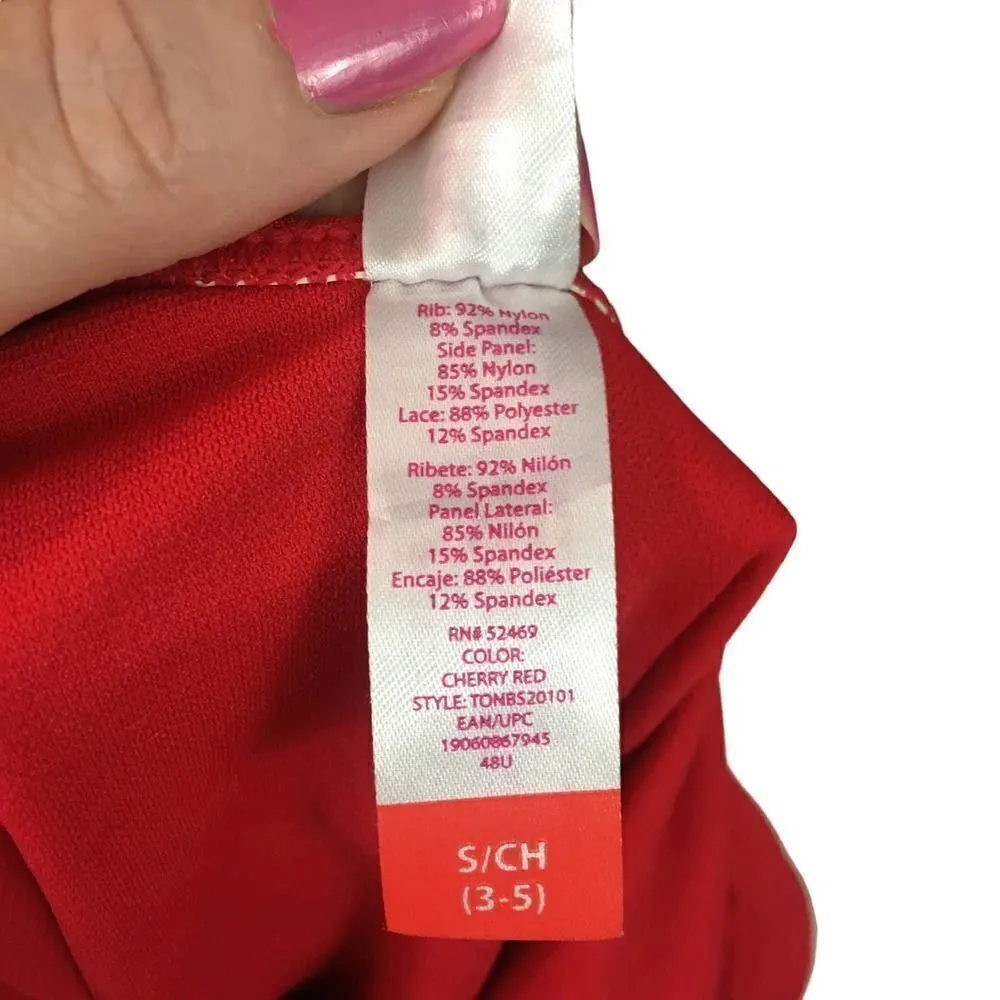 Rib: 92% Nylon
8% Spandex
Side Panel:
85% Nylon
15% Spandex
Lace: 88% Polyester
12% Spandex
Ribete: 92% Nilón
8% Spandex
Panel Lateral:
85% Nilón
15% Spandex
Encaje: 88% Poliéster
12% Spandex
RN# 52469
COLOR:
CHERRY RED
STYLE: TONBS20101
EAN/UPC
19060867945
48U
S/CH
(3-5)